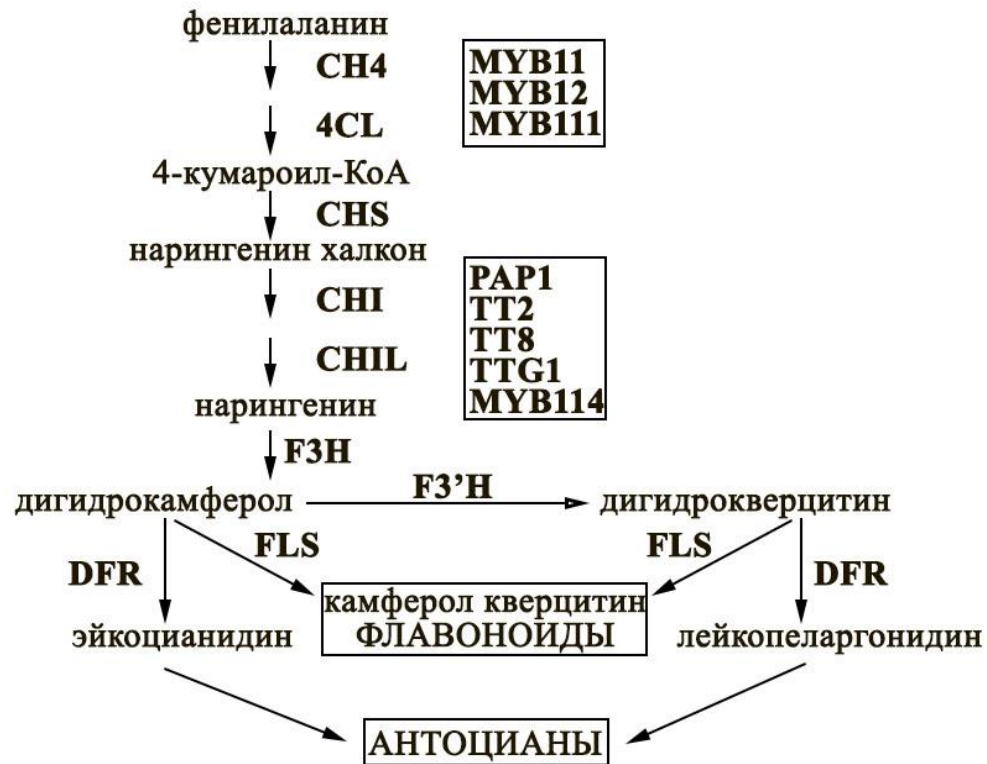 фенилаланин
CH4
4CL
MYB11
MYB12
MYB111
4-кумароил-КоА
CHS
нарингенин халкон
CHI
CHIL
PAP1
TT2
TT8
TTG1
MYB114
нарингенин
F3H
дигидрокамферол
F3’H
дигидрокверцитин
DFR
FLS
FLS
DFR
камферол кверцитин
ФЛАВОНОИДЫ
эйкоцианидин
лейкопеларгонидин
АНТОЦИАНЫ